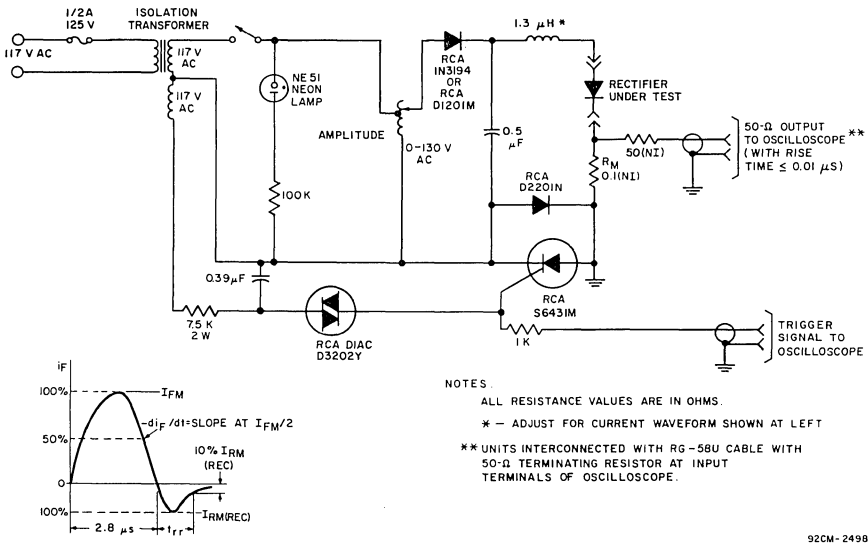 1/2A
125 V
ISOLATION
TRANSFORMER
117 V AC
117 V
AC
117 V
AC
NE 51
NEON
LAMP
100K
AMPLITUDE
0-130 V
AC
RCA
IN3194
OR
RCA
D1201M
1.3 μH *
RECTIFIER
UNDER TEST
0.5
μF
50(NI)
50-Ω OUTPUT
TO OSCILLOSCOPE **
(WITH RISE
TIME ≤ 0.01 μS)
RM
0.1(NI)
RCA
D2201N
0.39μF
7.5 K
2 W
RCA DIAC
D3202Y
RCA
S6431M
1 K
TRIGGER
SIGNAL TO
OSCILLOSCOPE
iF
100%
IFM
-diF/dt=SLOPE AT IFM/2
50%
10% IRM
(REC)
0
100%
-IRM(REC)
2.8 μs
trr
NOTES.
ALL RESISTANCE VALUES ARE IN OHMS.
* – ADJUST FOR CURRENT WAVEFORM SHOWN AT LEFT
** UNITS INTERCONNECTED WITH RG-58U CABLE WITH
50-Ω TERMINATING RESISTOR AT INPUT
TERMINALS OF OSCILLOSCOPE.